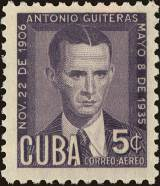 ANTONIO GUITERAS
NOV. 22 DE 1906
MAYO 8 DE 1935
5¢
CUBA
CORREO-AEREO